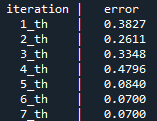 iteration | error
1_th | 0.3827
2_th | 0.2611
3_th | 0.3348
4_th | 0.4796
5_th | 0.0840
6_th | 0.0700
7_th | 0.0700